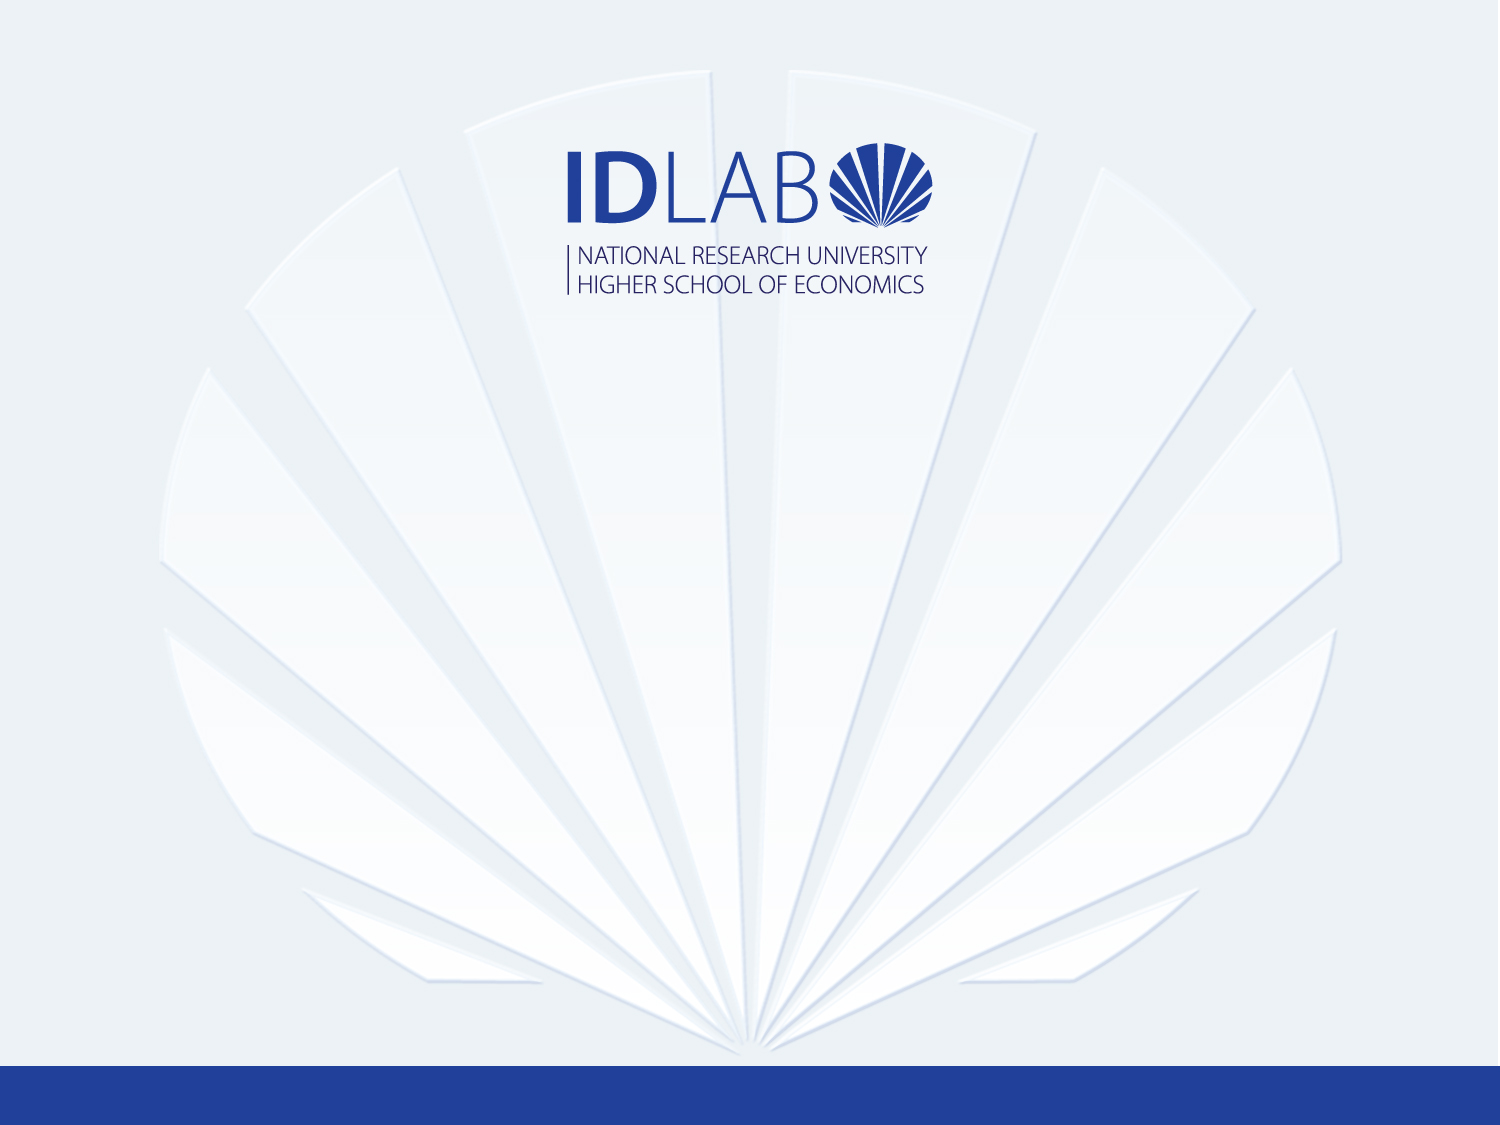 IDLAB
NATIONAL RESEARCH UNIVERSITY
HIGHER SCHOOL OF ECONOMICS